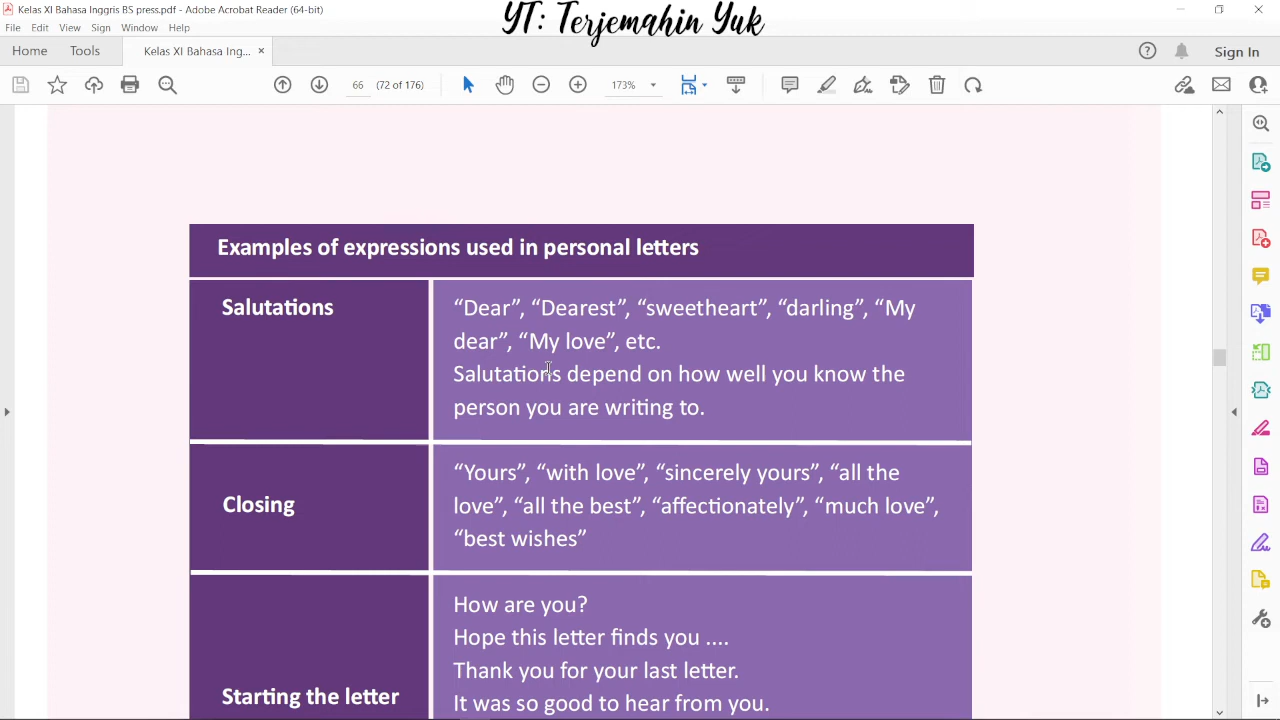 Kelas XI Bahasa Inggris BS press.pdf - Adobe Acrobat Reader (64-bit)
YT: Terjemahin Yuk
File Edit View Sign Window Help
Home Tools Kelas XI Bahasa Ing... × Sign In
66 (72 of 176) 173%
Examples of expressions used in personal letters
Salutations
“Dear”, “Dearest”, “sweetheart”, “darling”, “My
dear”, “My love”, etc.
Salutations depend on how well you know the
person you are writing to.
Closing
“Yours”, “with love”, “sincerely yours”, “all the
love”, “all the best”, “affectionately”, “much love”,
“best wishes”
Starting the letter
How are you?
Hope this letter finds you ....
Thank you for your last letter.
It was so good to hear from you.